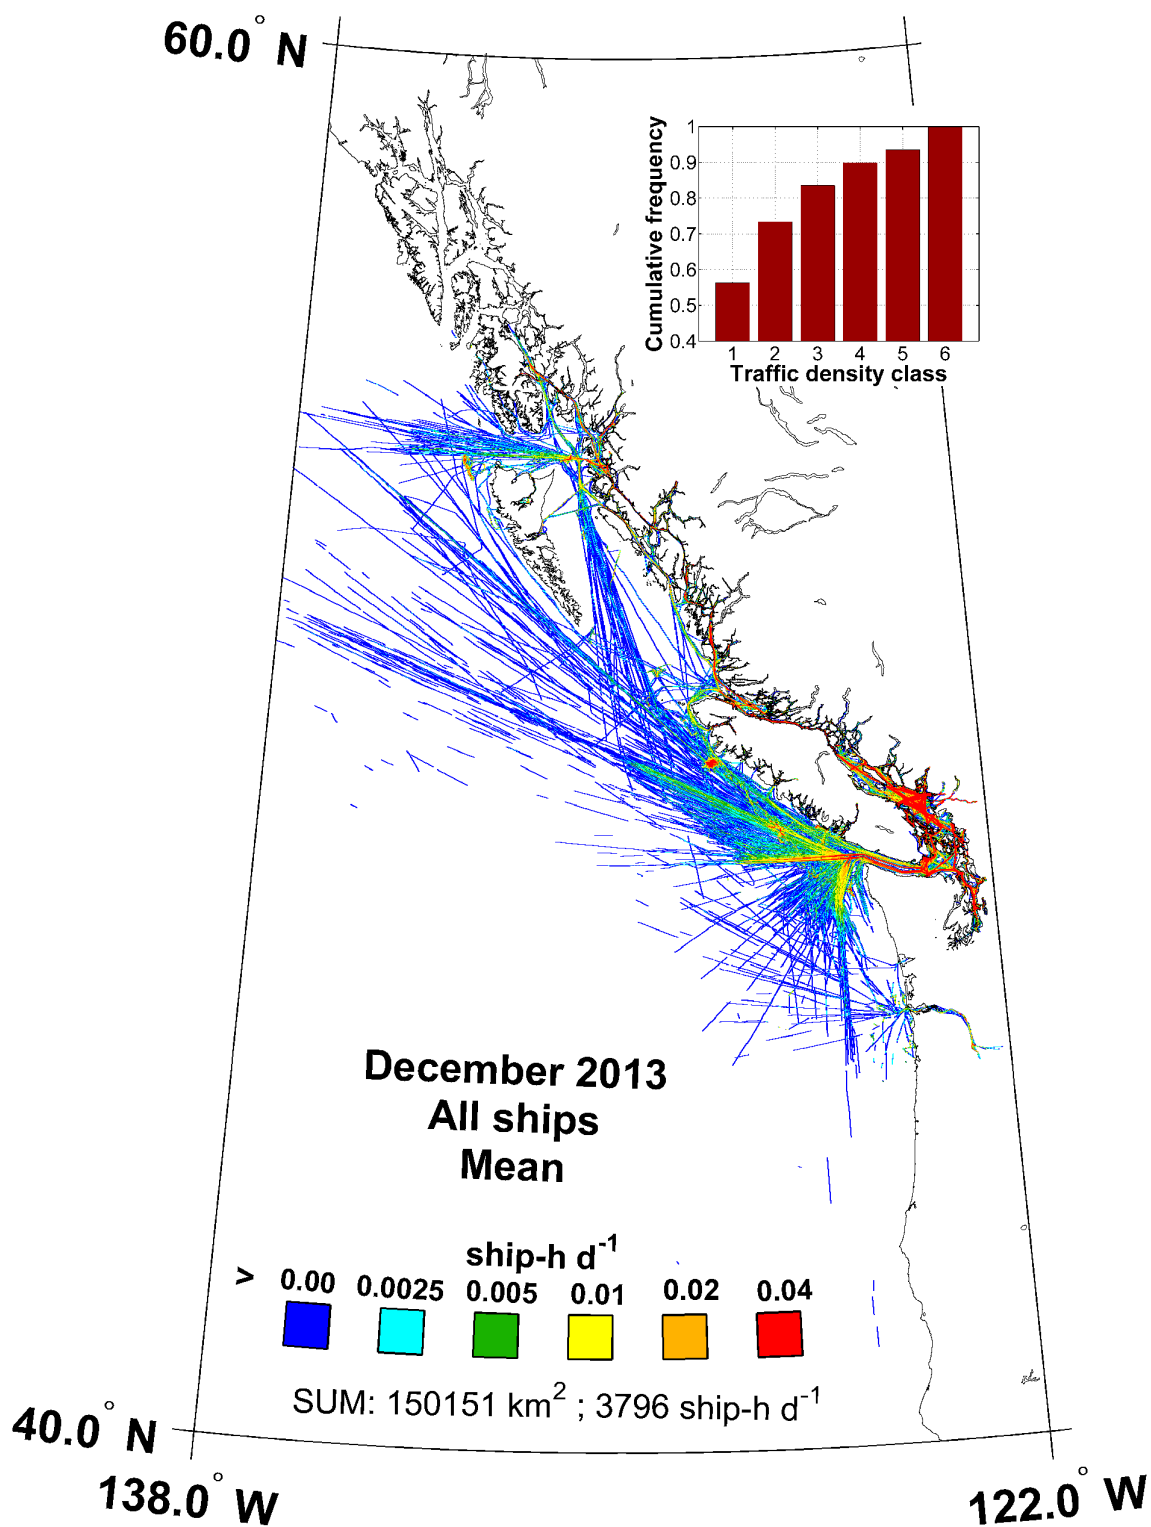 60.0° N
1
0.9
0.8
0.7
0.6
0.5
0.4
Cumulative frequency
1 2 3 4 5 6
Traffic density class
December 2013
All ships
Mean
ship-h d⁻¹
> 0.00 0.0025 0.005 0.01 0.02 0.04
SUM: 150151 km² ; 3796 ship-h d⁻¹
40.0° N
138.0° W
122.0° W